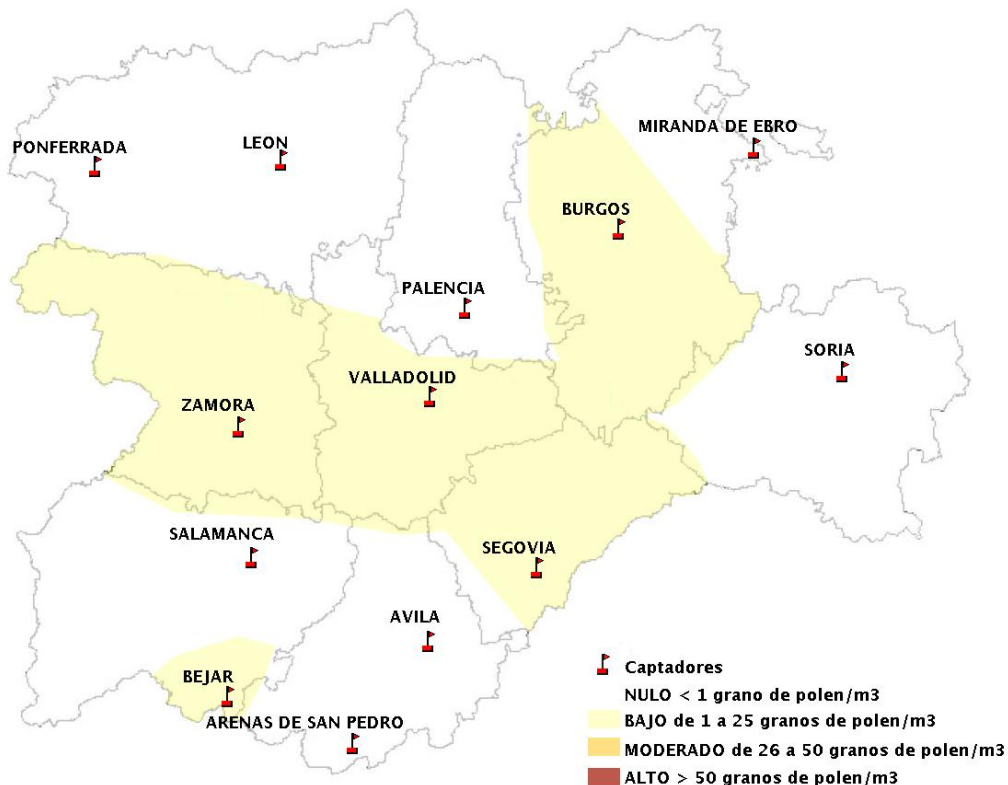 MIRANDA DE EBRO
PONFERRADA
LEON
BURGOS
PALENCIA
SORIA
VALLADOLID
ZAMORA
SALAMANCA
SEGOVIA
AVILA
BEJAR
ARENAS DE SAN PEDRO
Captadores
NULO < 1 grano de polen/m3
BAJO de 1 a 25 granos de polen/m3
MODERADO de 26 a 50 granos de polen/m3
ALTO > 50 granos de polen/m3